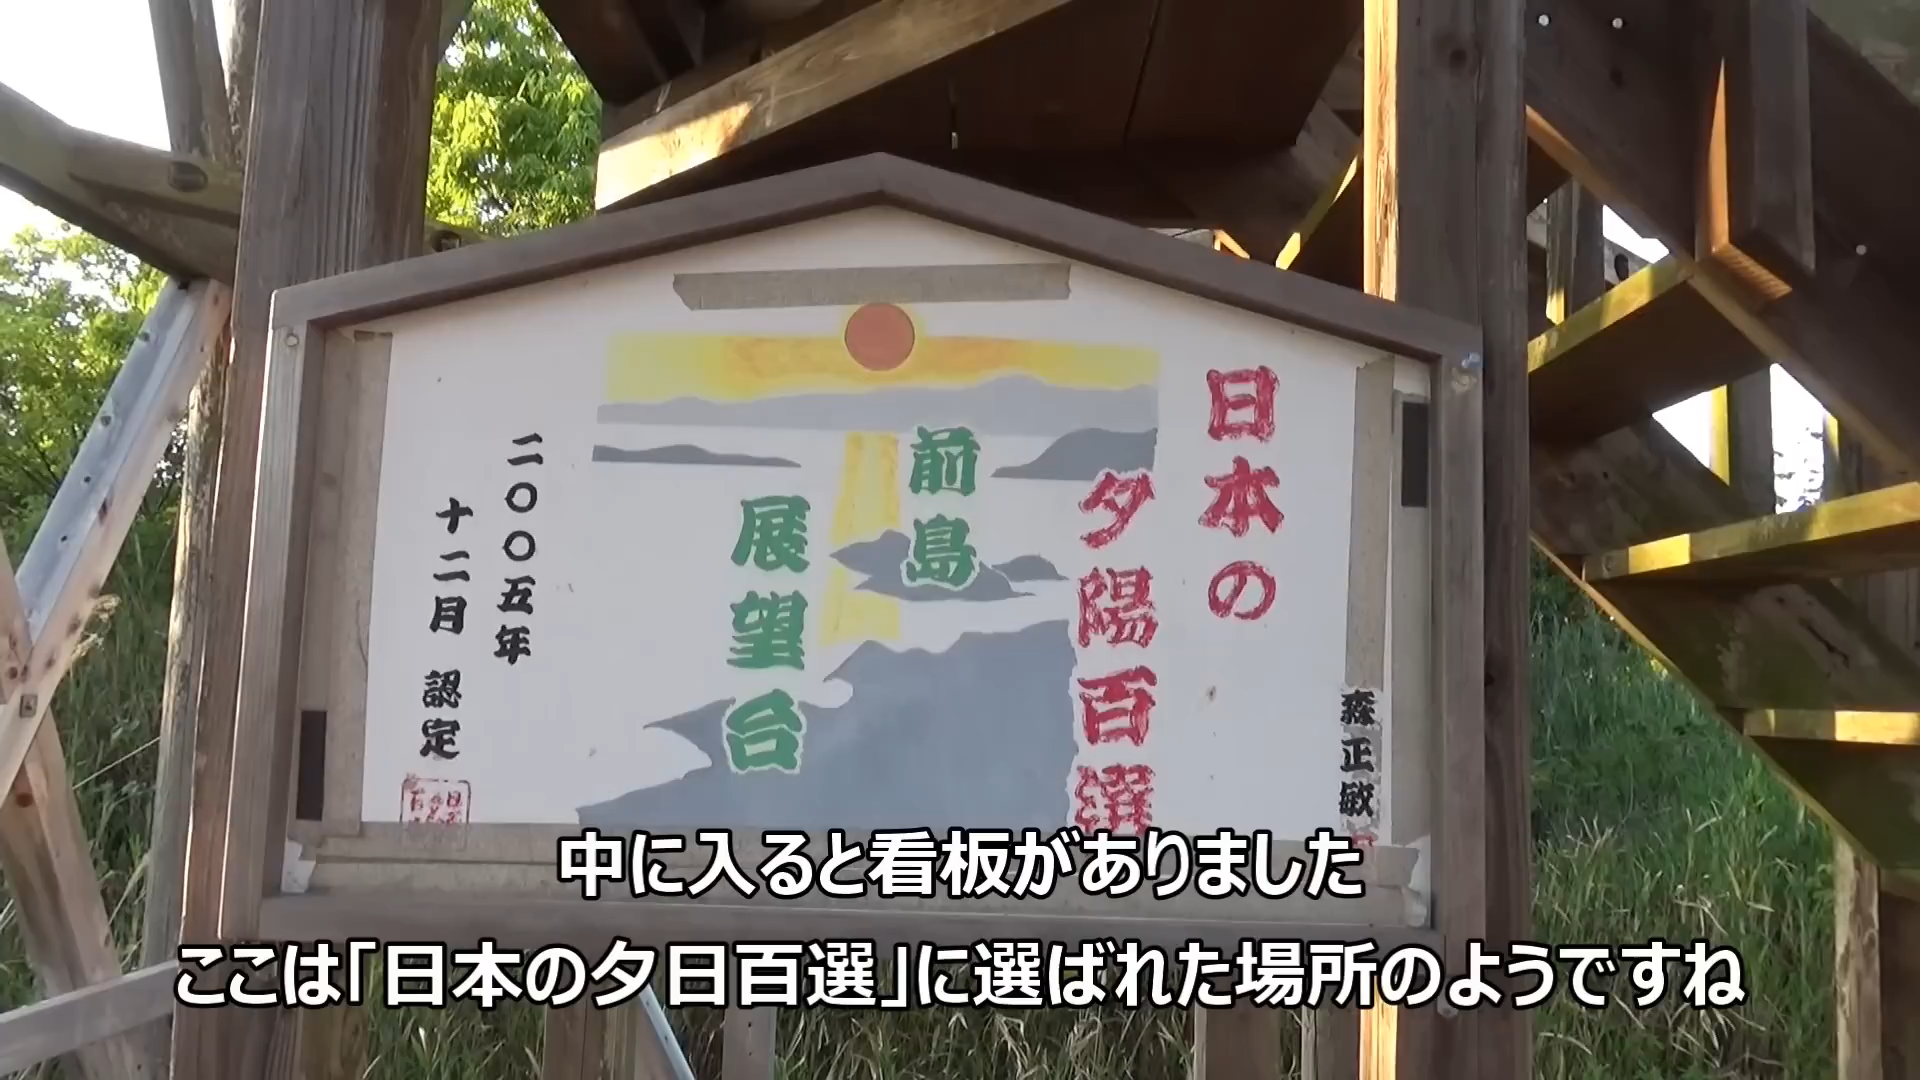 日本の
夕陽百選
前島
展望台
二〇〇五年
十二月 認定
森正敏
中に入ると看板がありました
ここは「日本の夕日百選」に選ばれた場所のようですね